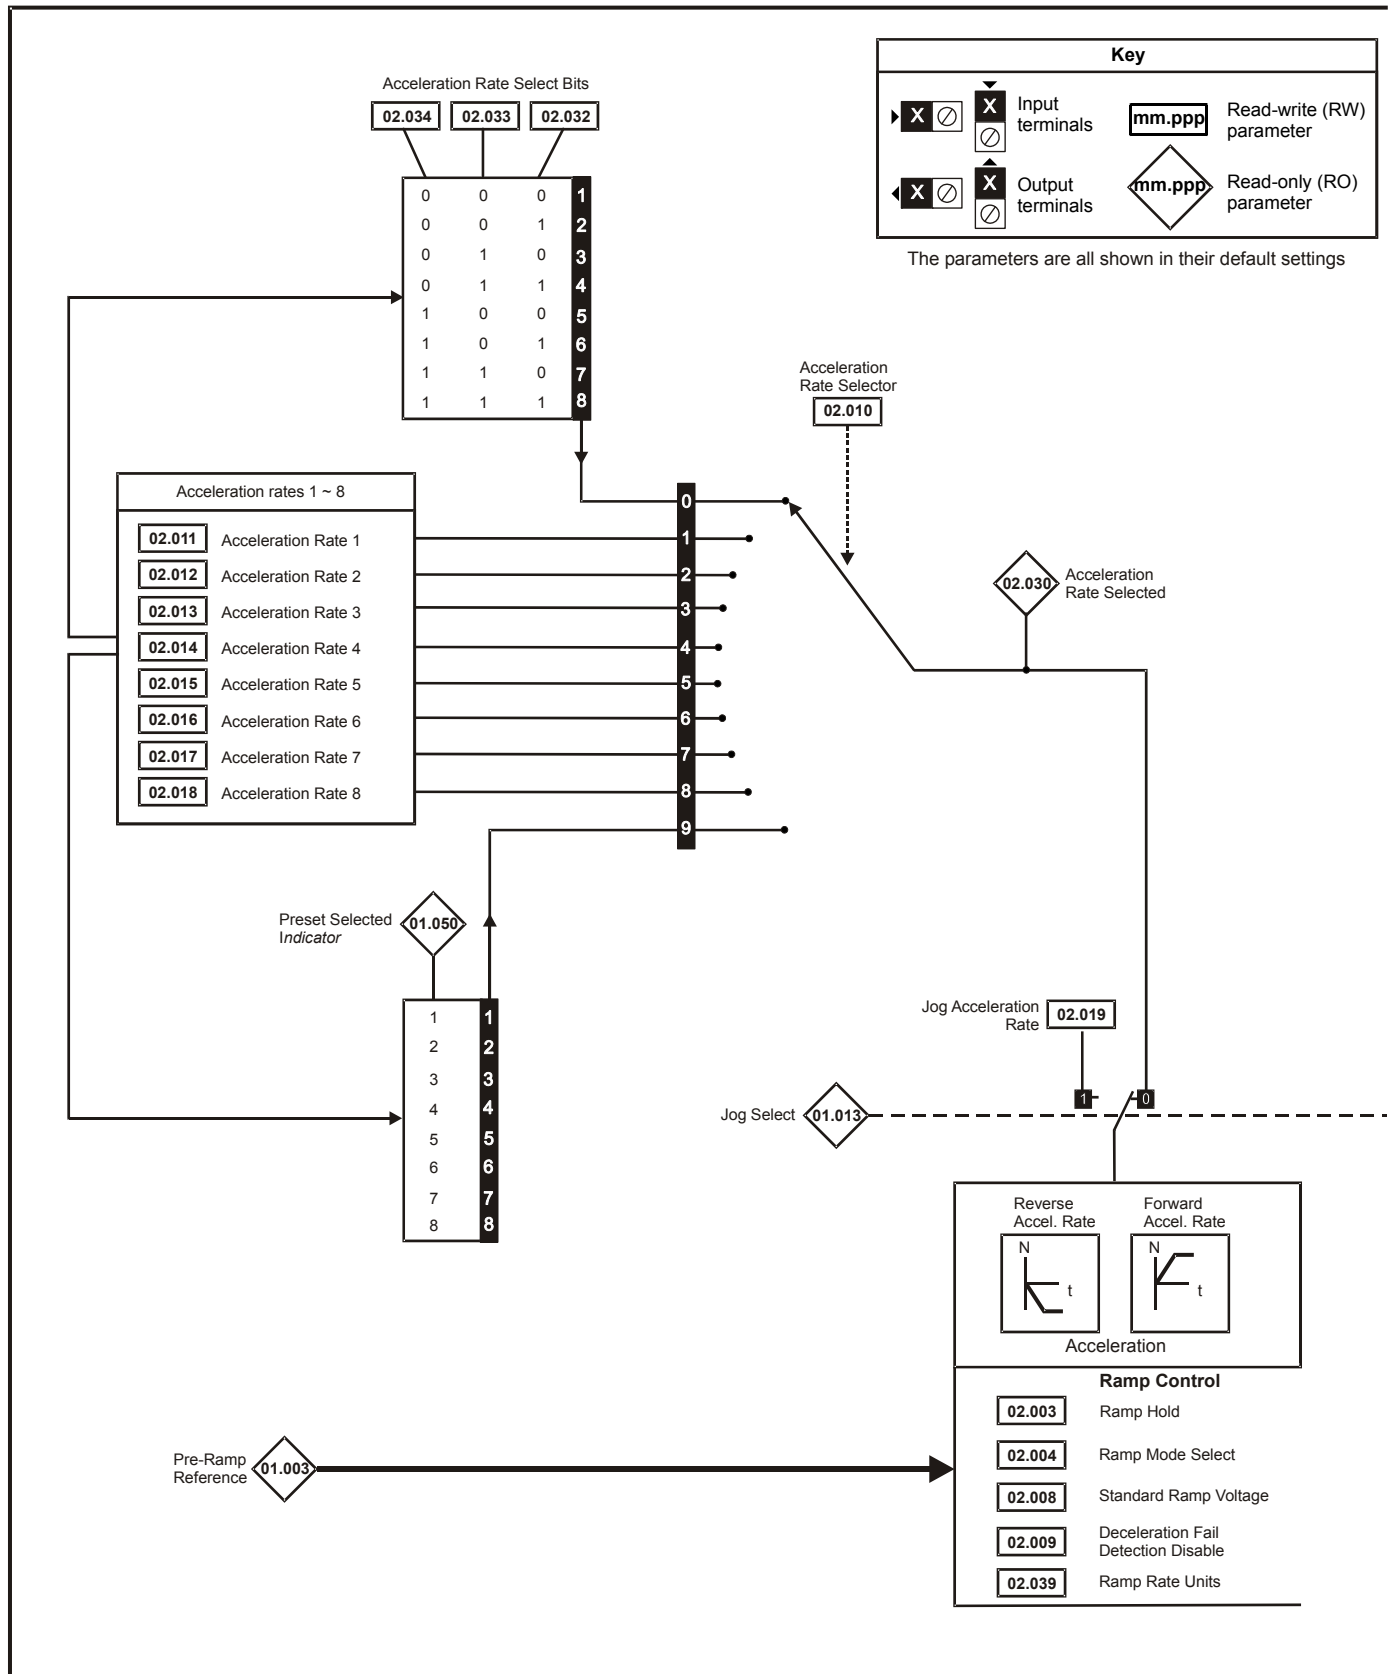 Key
X
X
Input
terminals
mm.ppp
Read-write (RW)
parameter
X
X
Output
terminals
mm.ppp
Read-only (RO)
parameter
The parameters are all shown in their default settings
Acceleration Rate Select Bits
02.034 02.033 02.032
0 0 0 1
0 0 1 2
0 1 0 3
0 1 1 4
1 0 0 5
1 0 1 6
1 1 0 7
1 1 1 8
Acceleration
Rate Selector
02.010
Acceleration rates 1 ~ 8
02.011 Acceleration Rate 1
02.012 Acceleration Rate 2
02.013 Acceleration Rate 3
02.014 Acceleration Rate 4
02.015 Acceleration Rate 5
02.016 Acceleration Rate 6
02.017 Acceleration Rate 7
02.018 Acceleration Rate 8
0
1
2
3
4
5
6
7
8
9
02.030
Acceleration
Rate Selected
Preset Selected
Indicator
01.050
1 1
2 2
3 3
4 4
5 5
6 6
7 7
8 8
Jog Acceleration
Rate
02.019
1 0
Jog Select 01.013
Reverse
Accel. Rate
N
t
Forward
Accel. Rate
N
t
Acceleration
Ramp Control
02.003 Ramp Hold
02.004 Ramp Mode Select
02.008 Standard Ramp Voltage
02.009 Deceleration Fail
Detection Disable
02.039 Ramp Rate Units
Pre-Ramp
Reference
01.003